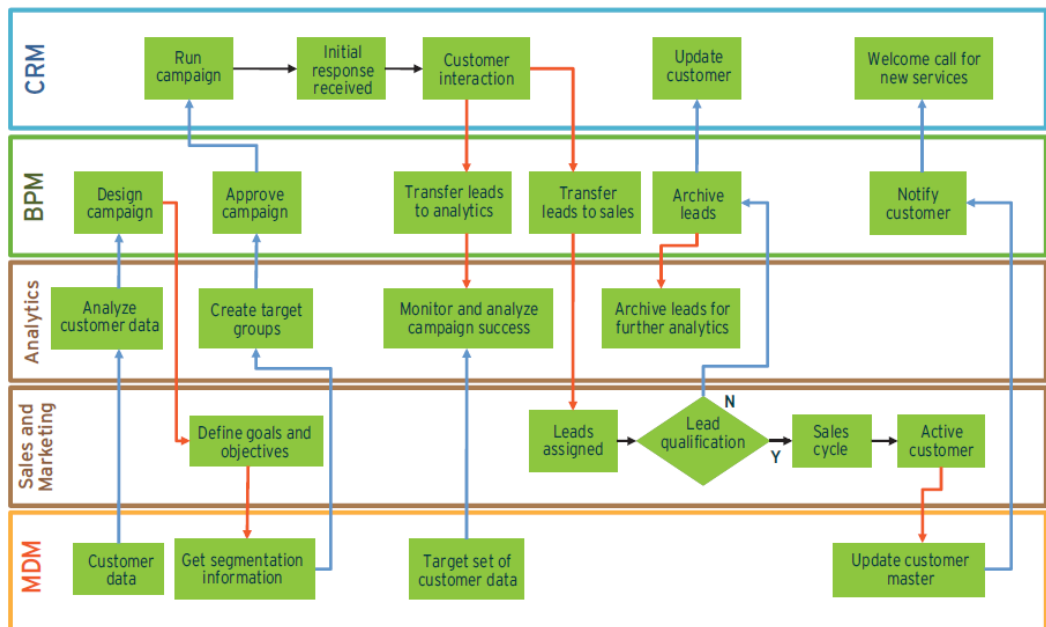 CRM
Run
campaign
Initial
response
received
Customer
interaction
Update
customer
Welcome call for
new services
BPM
Design
campaign
Approve
campaign
Transfer leads
to analytics
Transfer
leads to sales
Archive
leads
Notify
customer
Analytics
Analyze
customer data
Create target
groups
Monitor and analyze
campaign success
Archive leads for
further analytics
Sales and
Marketing
Define goals and
objectives
Leads
assigned
Lead
qualification
N
Y
Sales
cycle
Active
customer
MDM
Customer
data
Get segmentation
information
Target set of
customer data
Update customer
master